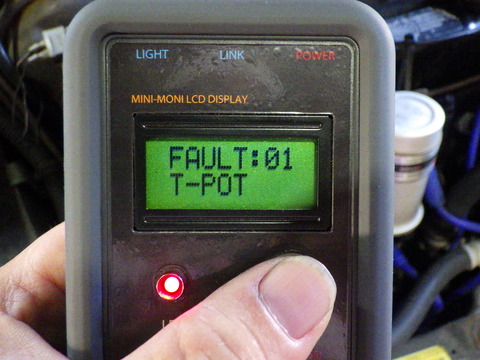 LIGHT LINK POWER
MINI-MONI LCD DISPLAY
FAULT:01
T-POT